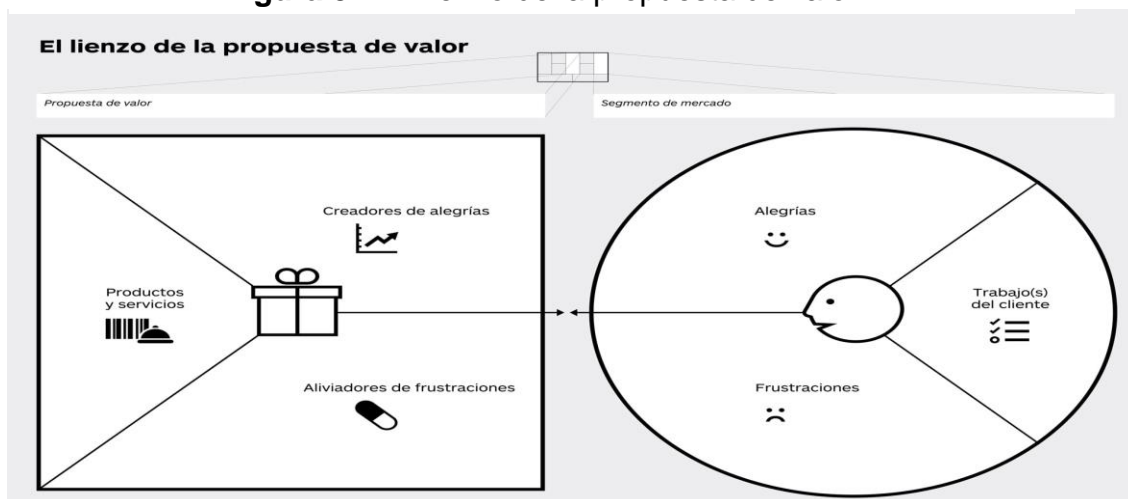 El lienzo de la propuesta de valor
Propuesta de valor
Segmento de mercado
Creadores de alegrías
Productos
y servicios
Aliviadores de frustraciones
Alegrías
Trabajo(s)
del cliente
Frustraciones